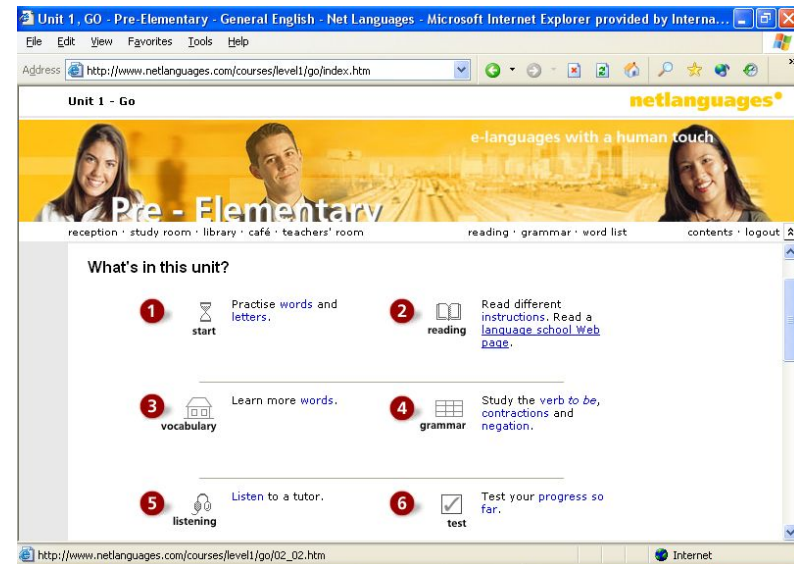 Unit 1 , GO - Pre-Elementary - General English - Net Languages - Microsoft Internet Explorer provided by Interna...
File Edit View Favorites Tools Help
Address http://www.netlanguages.com/courses/level1/go/index.htm
Unit 1 - Go
netlanguages
e-languages with a human touch
Pre - Elementary
reception · study room · library · café · teachers' room reading · grammar · word list contents · logout
What's in this unit?
1
start
Practise words and
letters.
2
reading
Read different
instructions. Read a
language school Web
page.
3
vocabulary
Learn more words.
4
grammar
Study the verb to be,
contractions and
negation.
5
listening
Listen to a tutor.
6
test
Test your progress so
far.
http://www.netlanguages.com/courses/level1/go/02_02.htm Internet